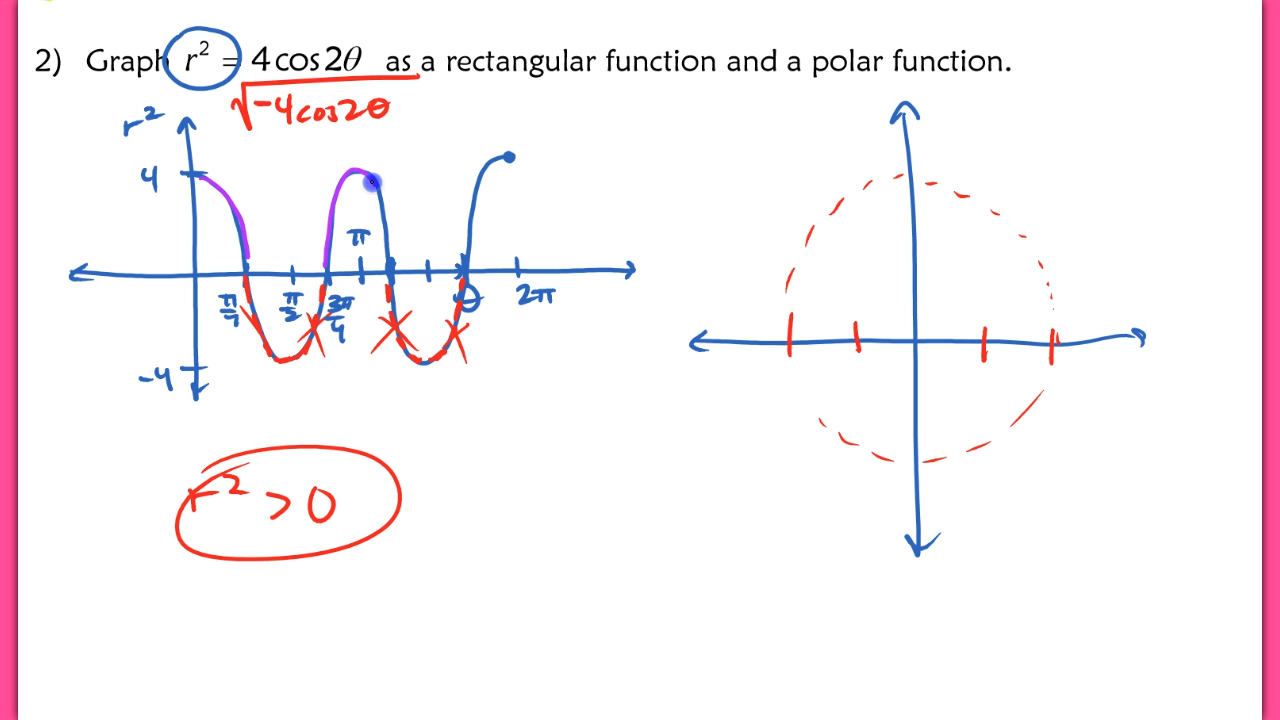 2) Graph r² = 4cos2θ as a rectangular function and a polar function.
√-4cos2θ
r²
4
π
π/4
π/2
3π/4
θ
2π
-4
r² > 0